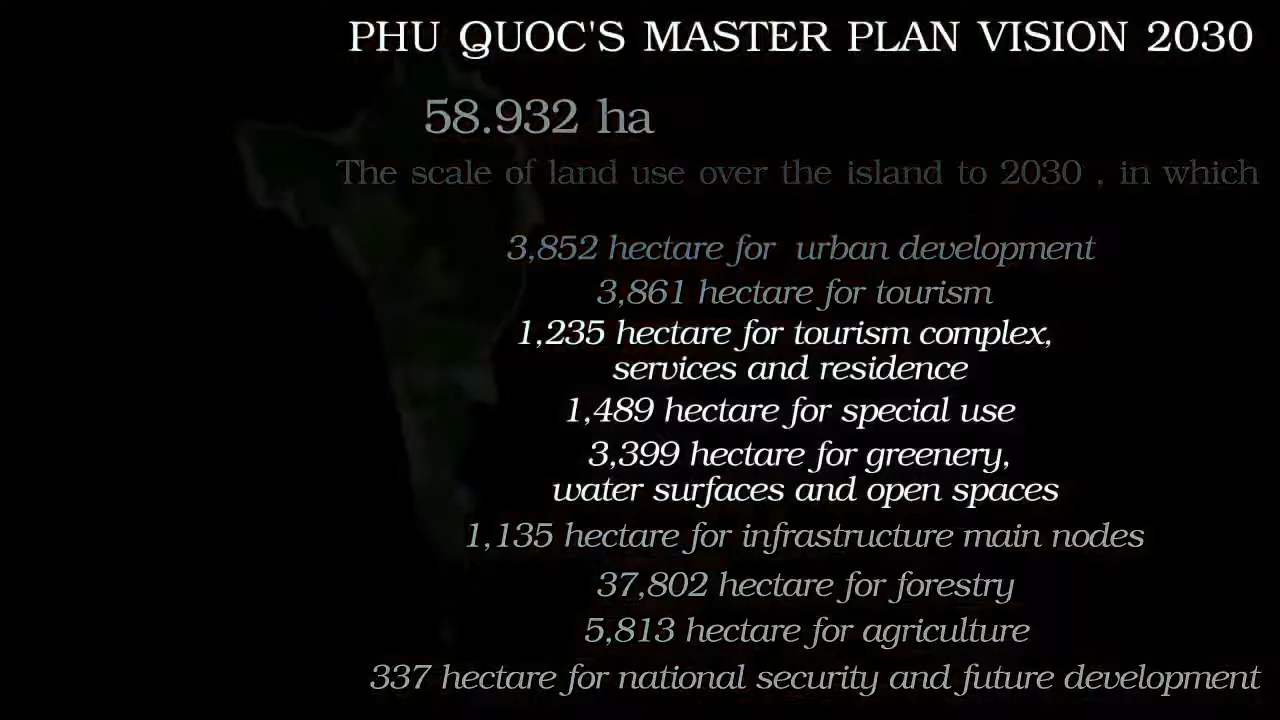 PHU QUOC'S MASTER PLAN VISION 2030
58.932 ha
The scale of land use over the island to 2030 , in which
3,852 hectare for urban development
3,861 hectare for tourism
1,235 hectare for tourism complex,
services and residence
1,489 hectare for special use
3,399 hectare for greenery,
water surfaces and open spaces
1,135 hectare for infrastructure main nodes
37,802 hectare for forestry
5,813 hectare for agriculture
337 hectare for national security and future development